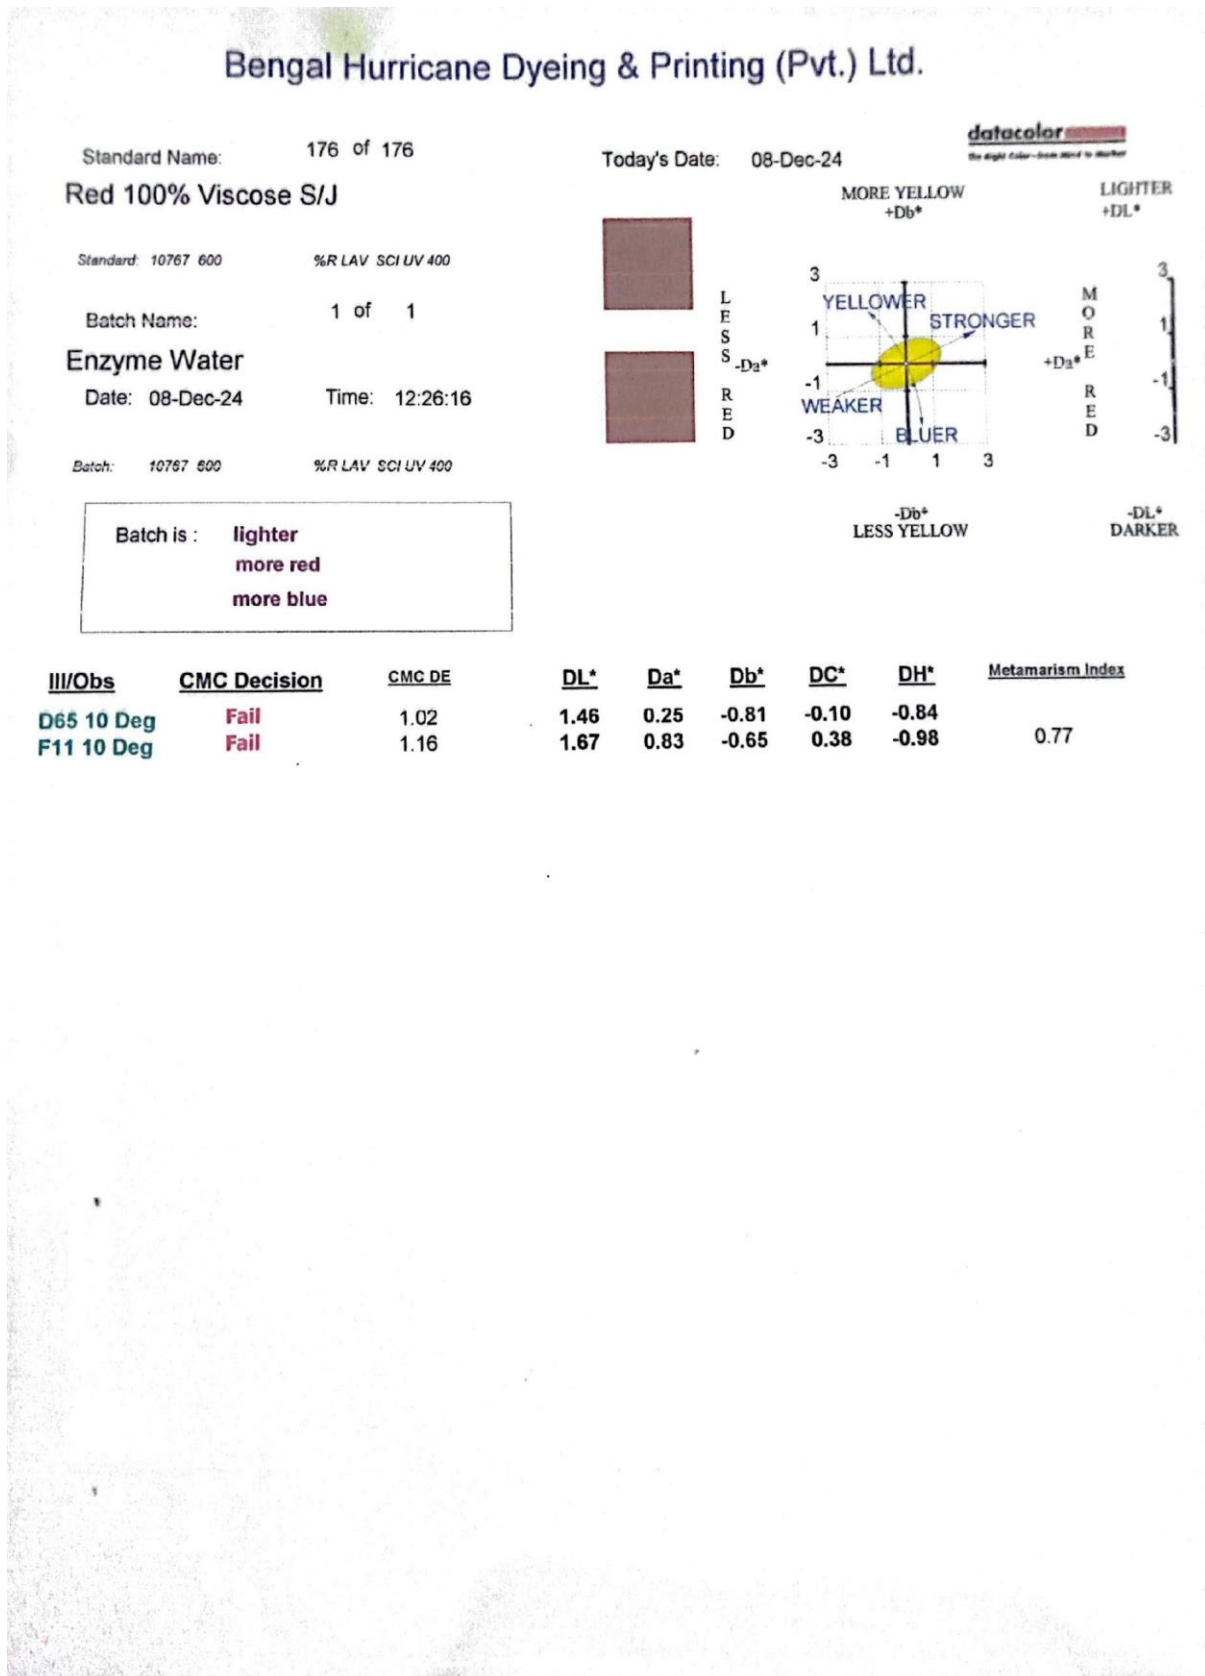 Bengal Hurricane Dyeing & Printing (Pvt.) Ltd.
Standard Name: 176 of 176
Red 100% Viscose S/J
Standard: 10767 600 %R LAV SCI UV 400
Batch Name: 1 of 1
Enzyme Water
Date: 08-Dec-24 Time: 12:26:16
Batch: 10767 600 %R LAV SCI UV 400
Batch is : lighter
more red
more blue
Today's Date: 08-Dec-24
datacolor
MORE YELLOW
+Db*
LIGHTER
+DL*
LESS RED
-Da*
3
1
-1
-3
YELLOWER
STRONGER
WEAKER
BLUER
-3 -1 1 3
+Da*
MORE RED
3
1
-1
-3
-Db*
LESS YELLOW
-DL*
DARKER
Ill/Obs CMC Decision CMC DE DL* Da* Db* DC* DH* Metamarism Index
D65 10 Deg Fail 1.02 1.46 0.25 -0.81 -0.10 -0.84
F11 10 Deg Fail 1.16 1.67 0.83 -0.65 0.38 -0.98 0.77